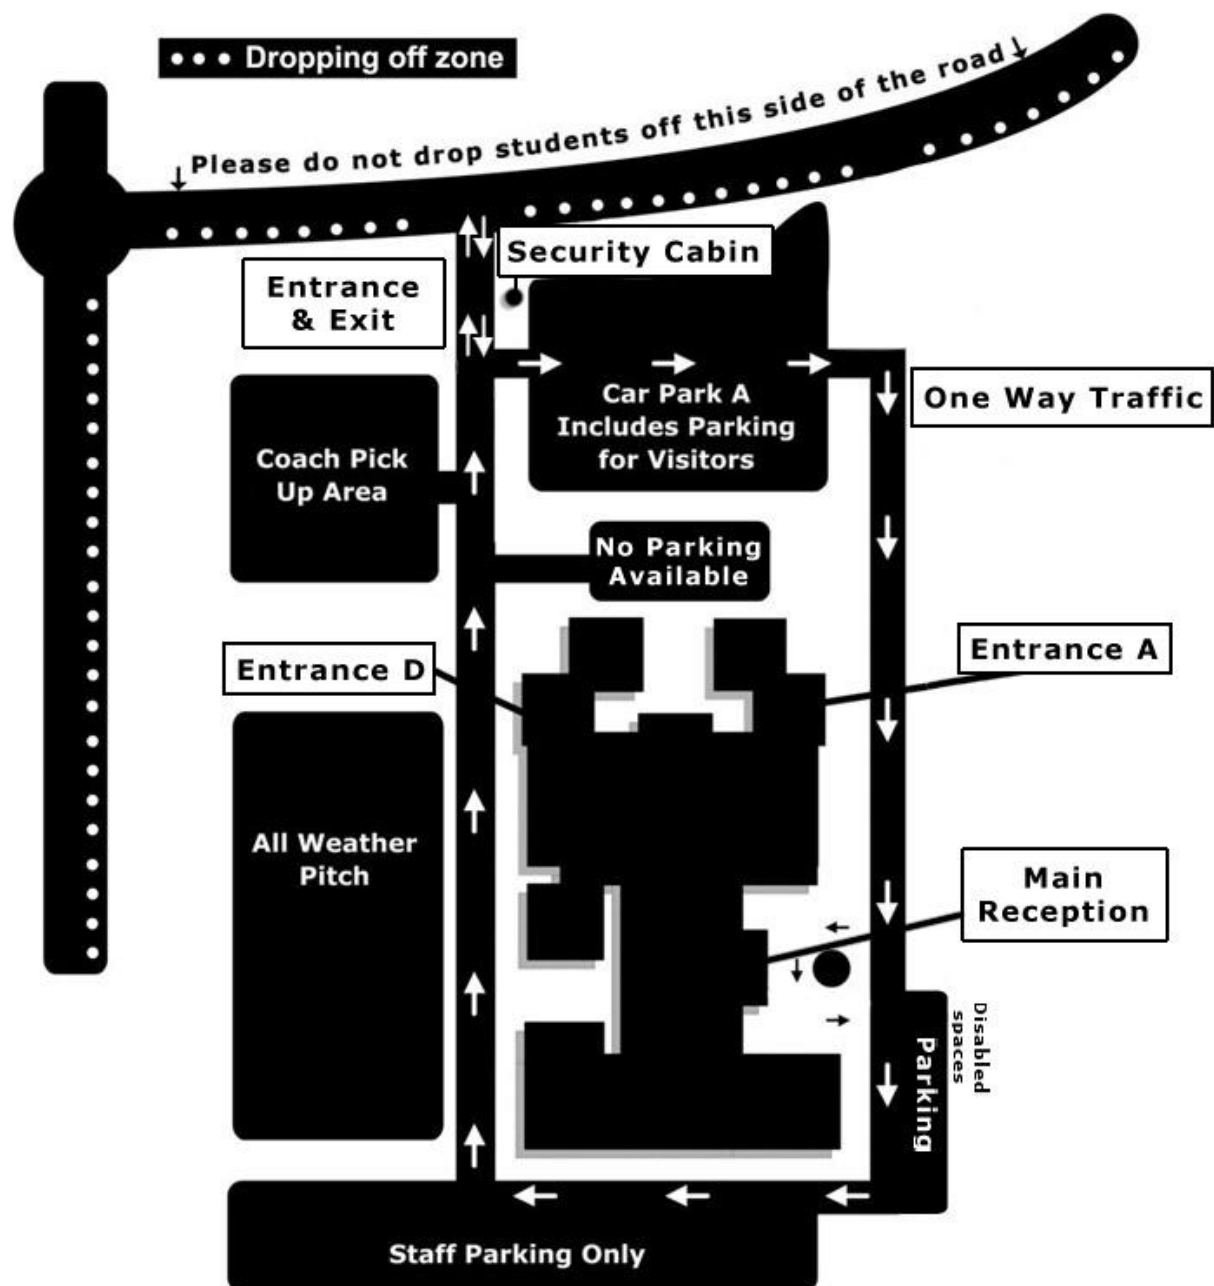 Dropping off zone
Please do not drop students off this side of the road
Security Cabin
Entrance
& Exit
Car Park A
Includes Parking
for Visitors
One Way Traffic
Coach Pick
Up Area
No Parking
Available
Entrance D
Entrance A
All Weather
Pitch
Main
Reception
Disabled
spaces
Parking
Staff Parking Only